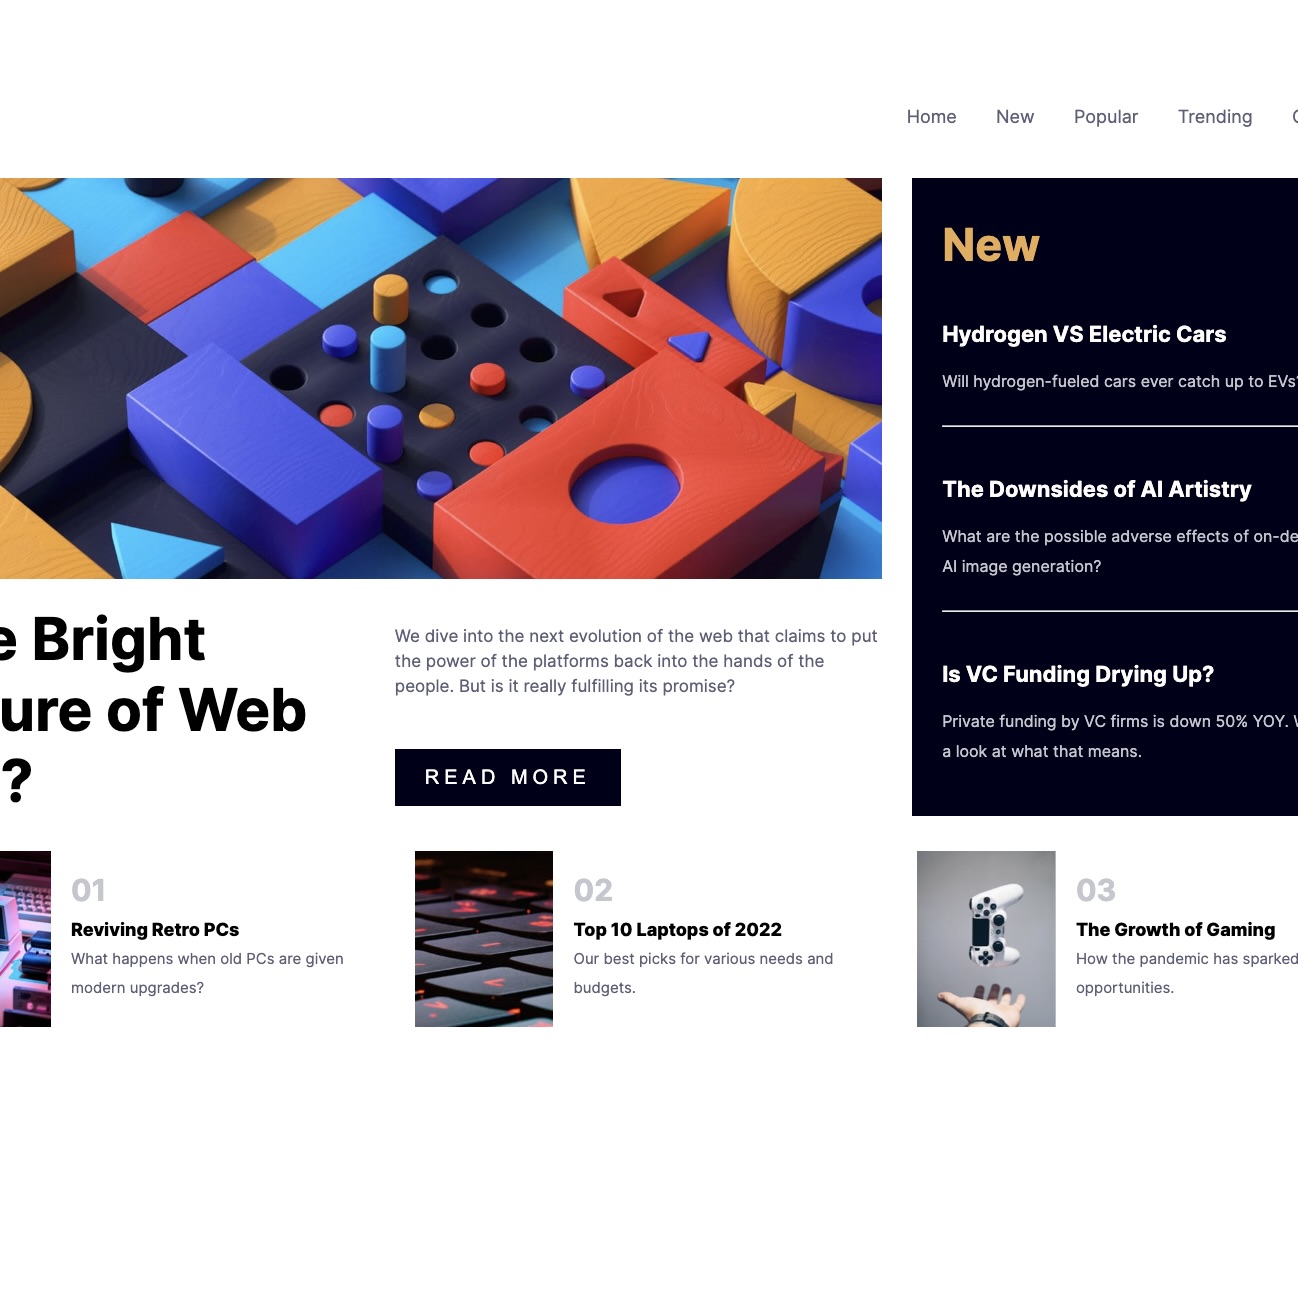 Home New Popular Trending
New
Hydrogen VS Electric Cars
Will hydrogen-fueled cars ever catch up to EVs?
The Downsides of AI Artistry
What are the possible adverse effects of on-de
AI image generation?
Is VC Funding Drying Up?
Private funding by VC firms is down 50% YOY.
a look at what that means.
e Bright
ure of Web
?
We dive into the next evolution of the web that claims to put
the power of the platforms back into the hands of the
people. But is it really fulfilling its promise?
READ MORE
01
Reviving Retro PCs
What happens when old PCs are given
modern upgrades?
02
Top 10 Laptops of 2022
Our best picks for various needs and
budgets.
03
The Growth of Gaming
How the pandemic has sparked
opportunities.